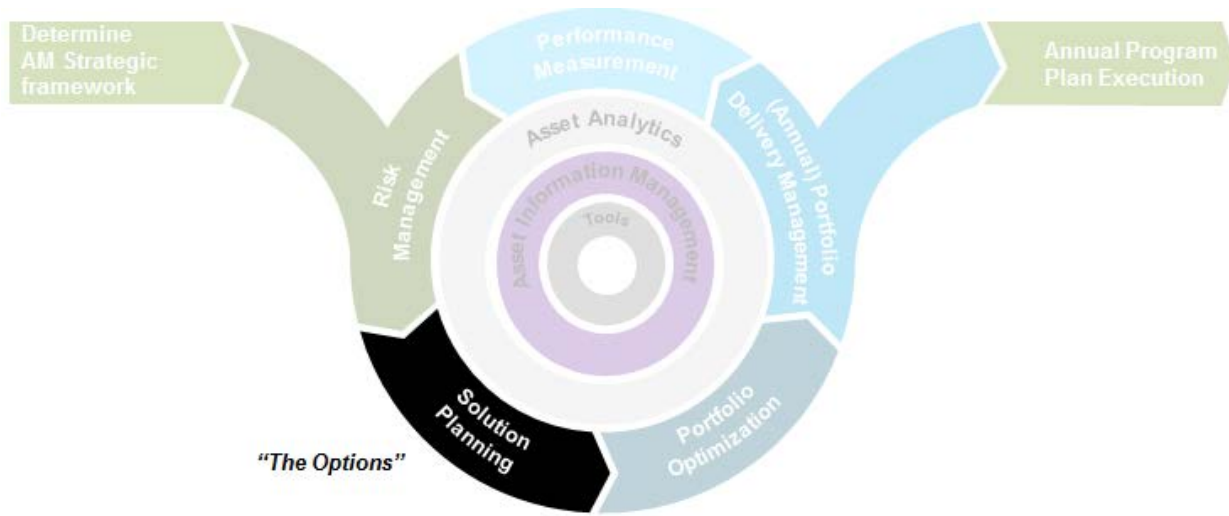 Determine
AM Strategic
framework
Risk
Management
Performance
Measurement
(Annual) Portfolio
Delivery Management
Annual Program
Plan Execution
Asset Analytics
Asset Information Management
Tools
Solution
Planning
Portfolio
Optimization
“The Options”